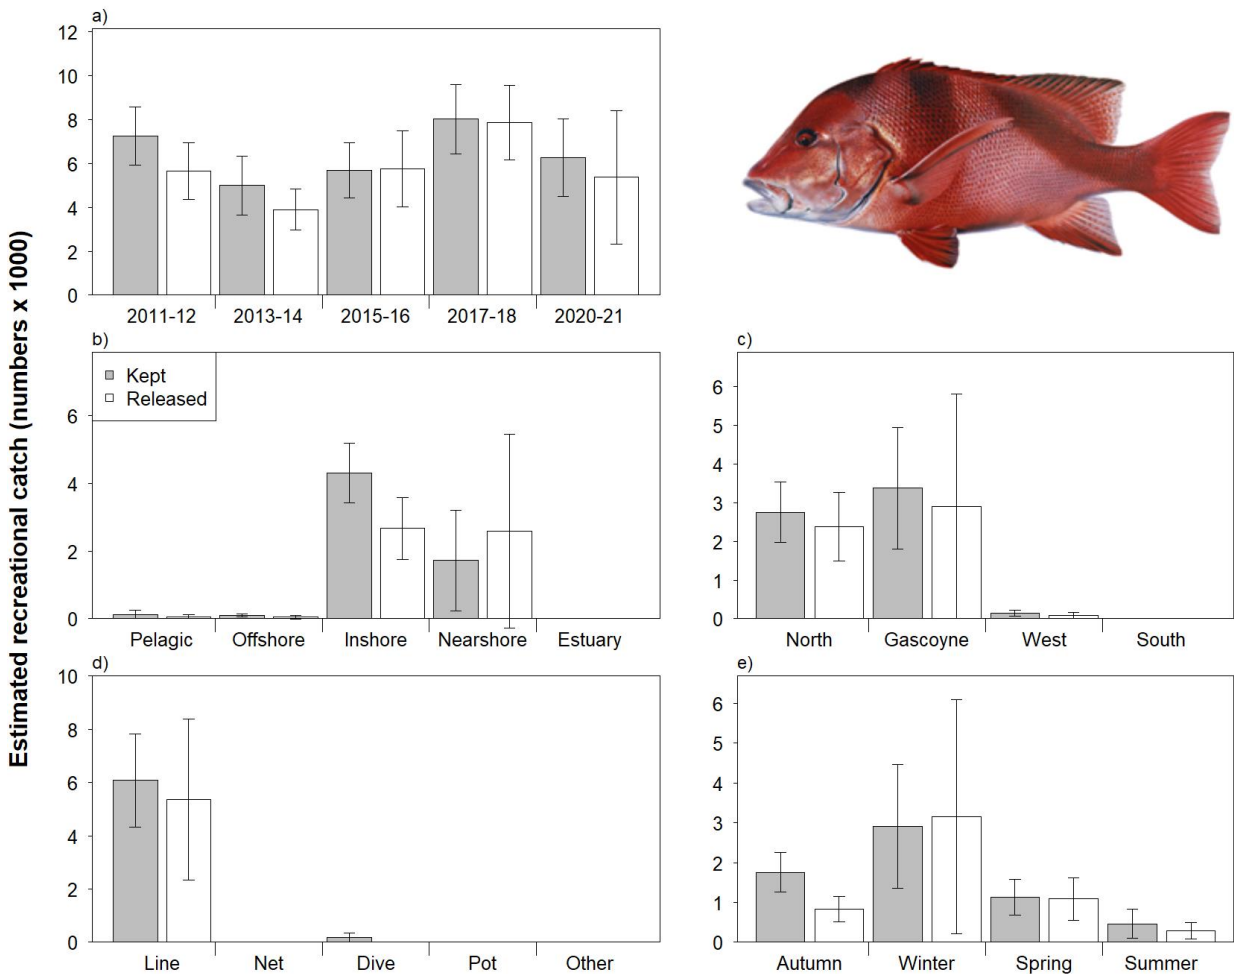 Estimated recreational catch (numbers x 1000)
a)
12
10
8
6
4
2
0
2011-12 2013-14 2015-16 2017-18 2020-21
b)
Kept
Released
6
4
2
0
Pelagic Offshore Inshore Nearshore Estuary
c)
6
5
4
3
2
1
0
North Gascoyne West South
d)
10
8
6
4
2
0
Line Net Dive Pot Other
e)
6
5
4
3
2
1
0
Autumn Winter Spring Summer